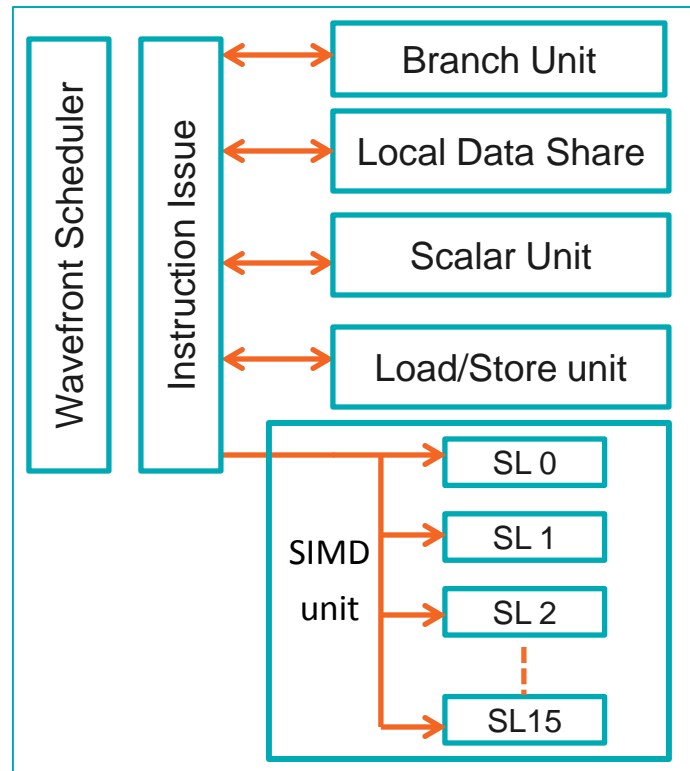 Wavefront Scheduler
Instruction Issue
Branch Unit
Local Data Share
Scalar Unit
Load/Store unit
SIMD
unit
SL 0
SL 1
SL 2
SL15